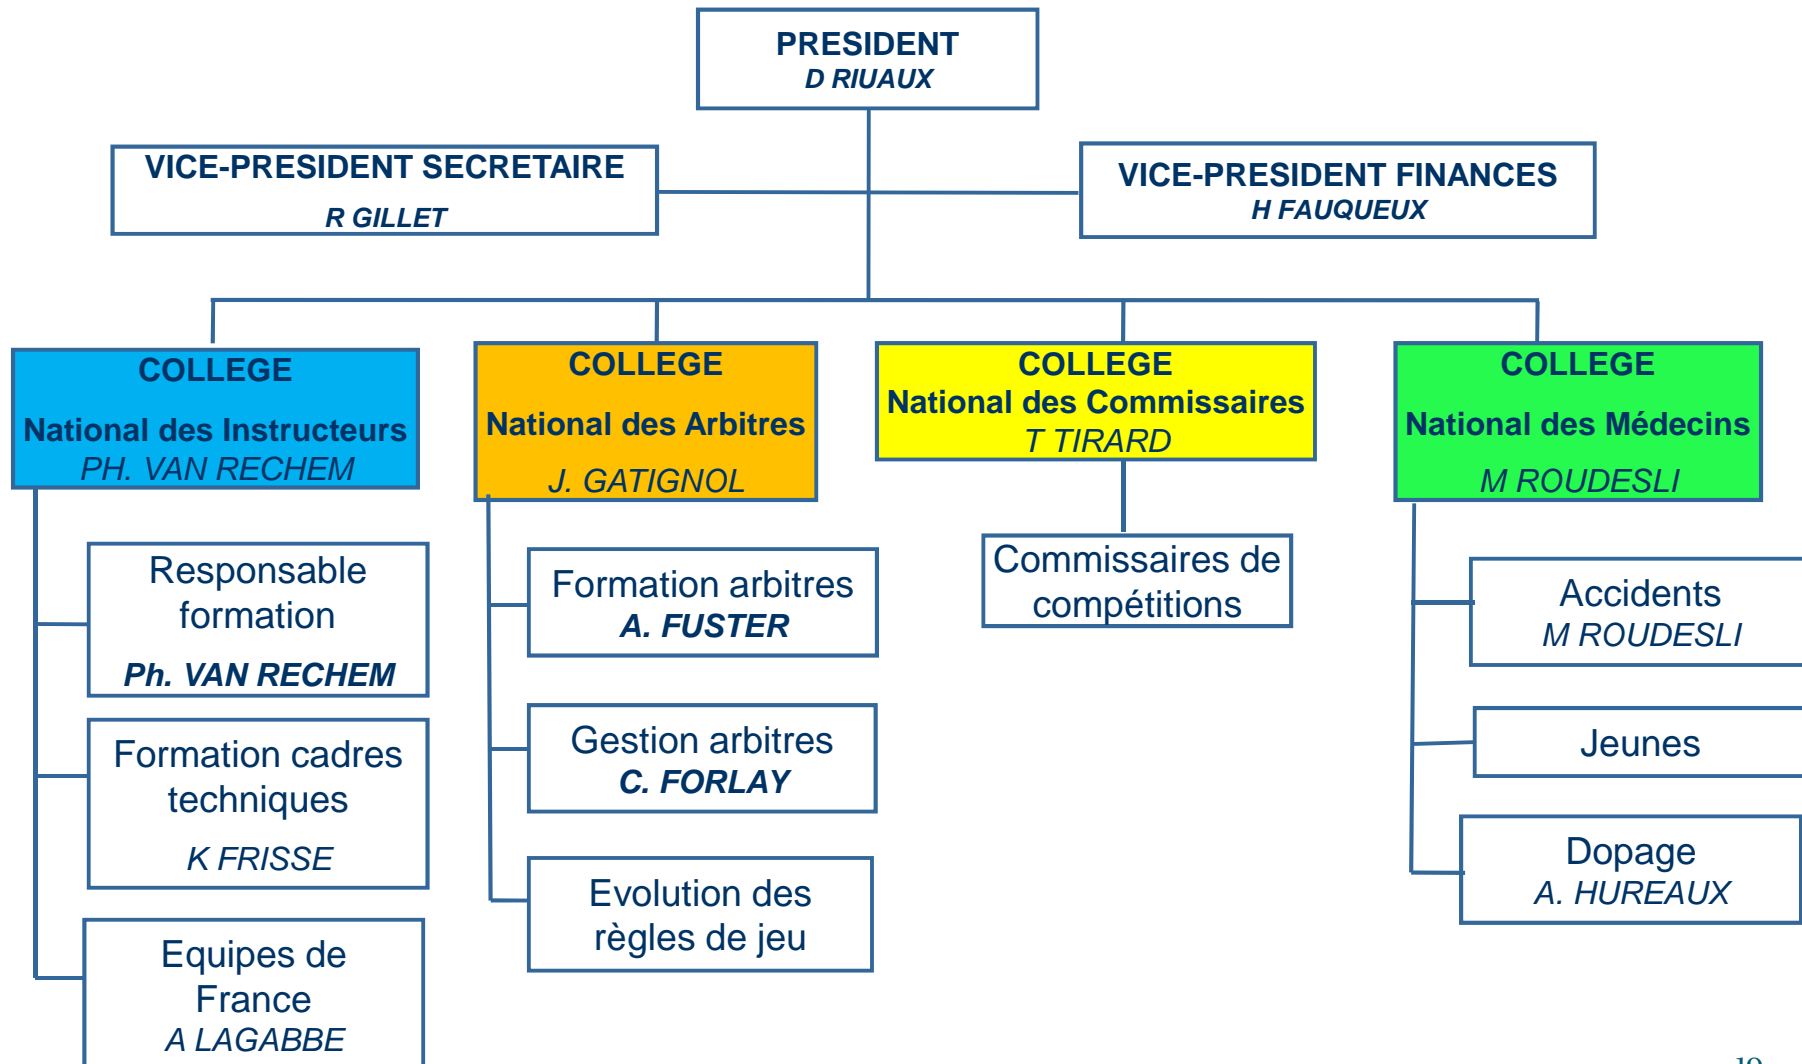 PRESIDENT
D RIUAUX
VICE-PRESIDENT SECRETAIRE
R GILLET
VICE-PRESIDENT FINANCES
H FAUQUEUX
COLLEGE
National des Instructeurs
PH. VAN RECHEM
COLLEGE
National des Arbitres
J. GATIGNOL
COLLEGE
National des Commissaires
T TIRARD
COLLEGE
National des Médecins
M ROUDESLI
Responsable
formation
Ph. VAN RECHEM
Formation cadres
techniques
K FRISSE
Equipes de
France
A LAGABBE
Formation arbitres
A. FUSTER
Gestion arbitres
C. FORLAY
Evolution des
règles de jeu
Commissaires de
compétitions
Accidents
M ROUDESLI
Jeunes
Dopage
A. HUREAUX